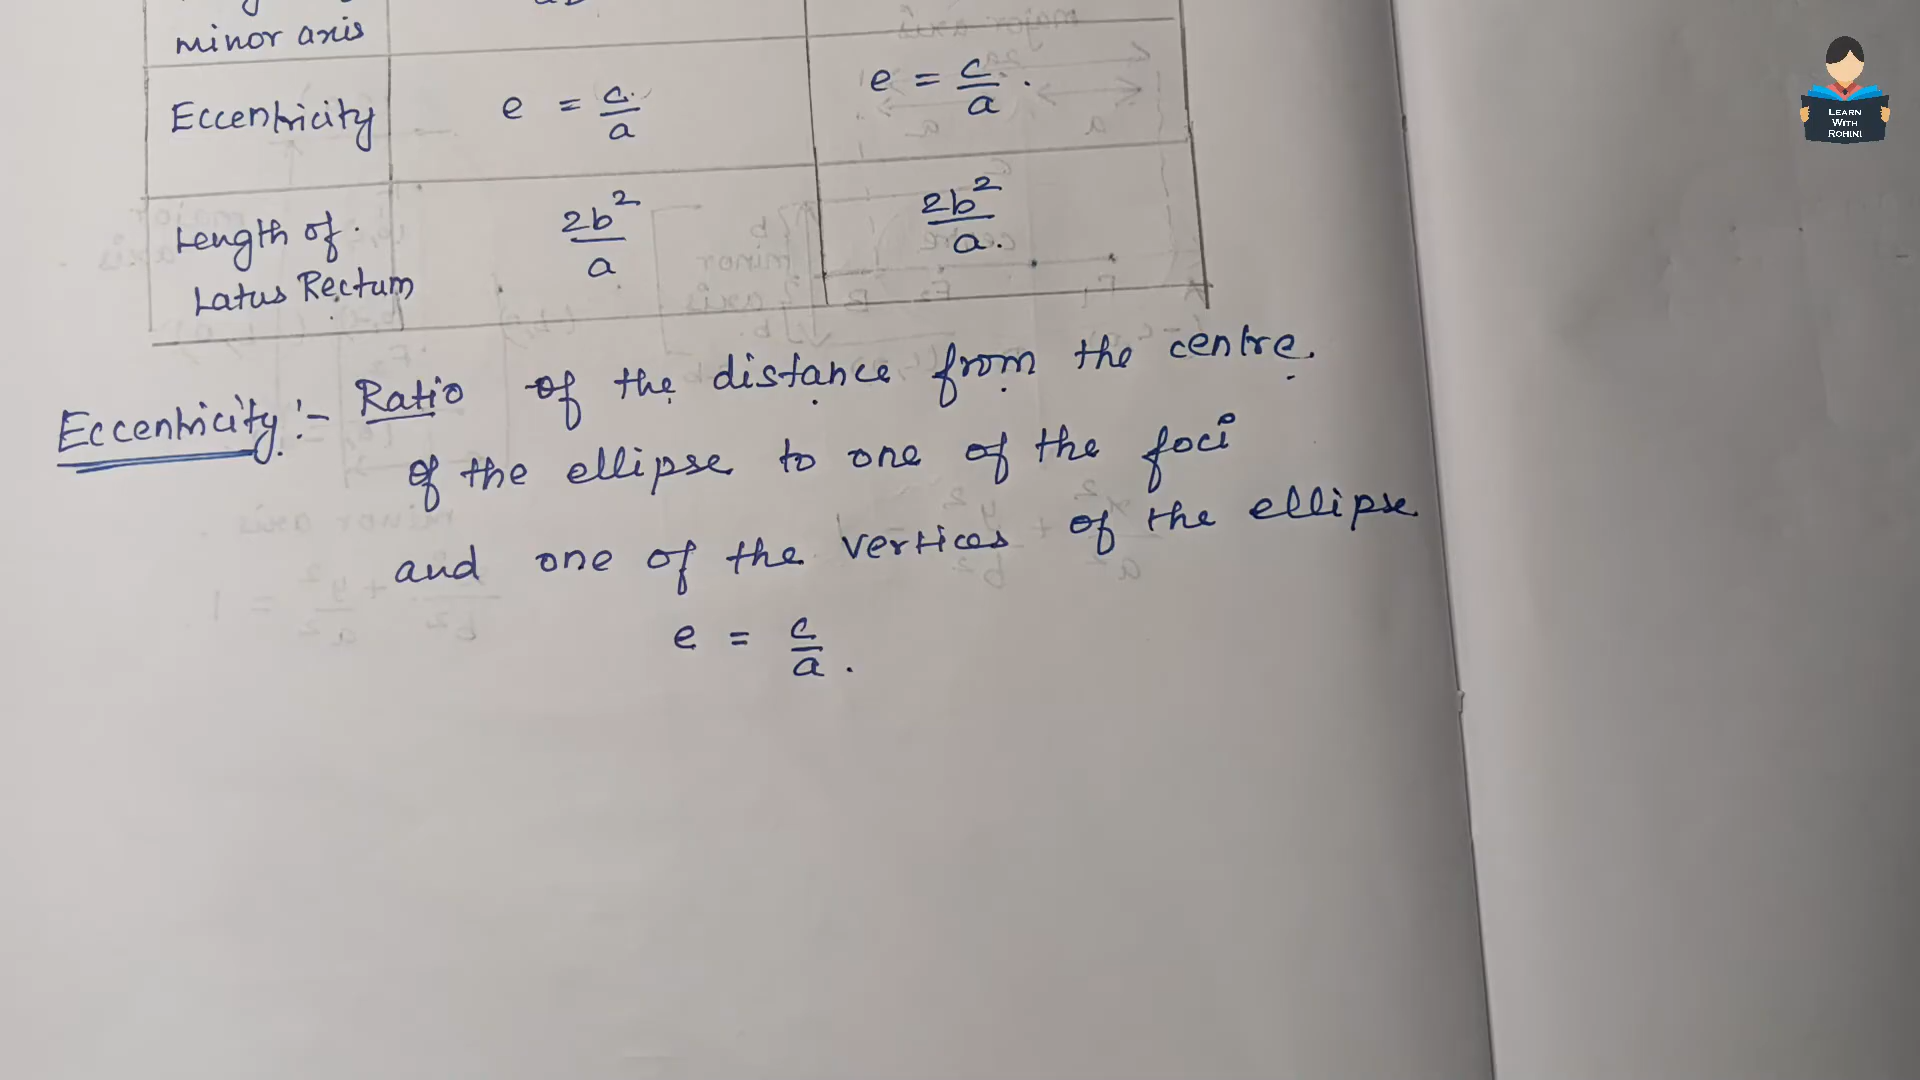 minor axis
Eccentricity e = c/a e = c/a.
Length of Latus Rectum 2b²/a 2b²/a.
Eccentricity :- Ratio of the distance from the centre.
of the ellipse to one of the foci
and one of the vertices of the ellipse
e = c/a.
LEARN
WITH
ROHINI